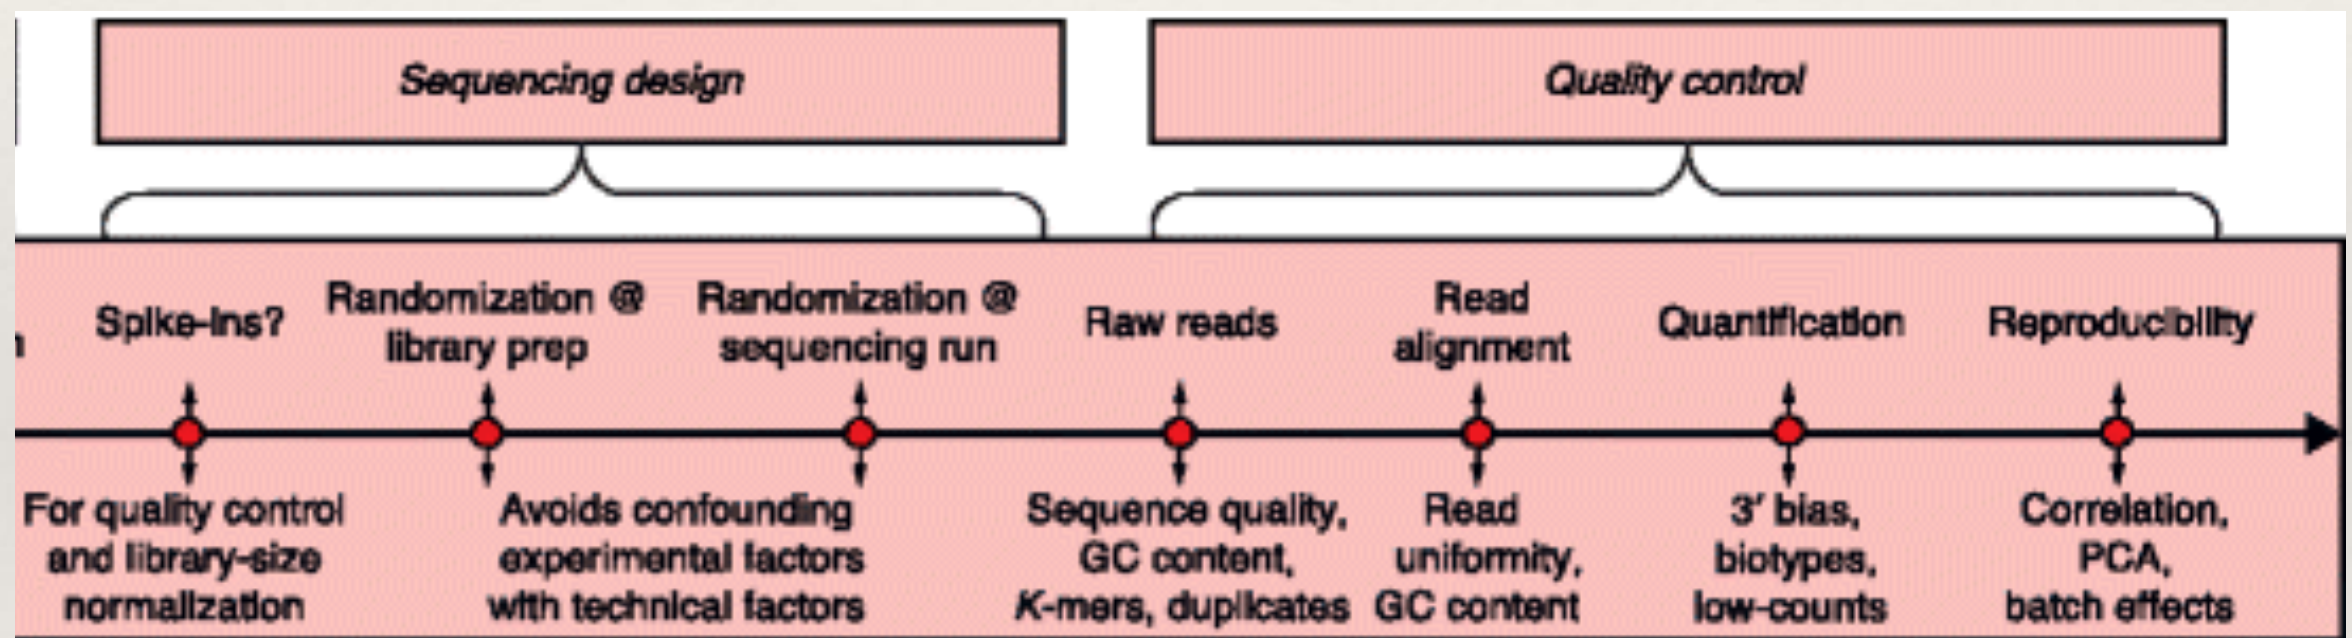 Sequencing design
Quality control
Spike-ins?
Randomization @
library prep
Randomization @
sequencing run
Raw reads
Read
alignment
Quantification
Reproducibility
For quality control
and library-size
normalization
Avoids confounding
experimental factors
with technical factors
Sequence quality,
GC content,
K-mers, duplicates
Read
uniformity,
GC content
3′ bias,
biotypes,
low-counts
Correlation,
PCA,
batch effects